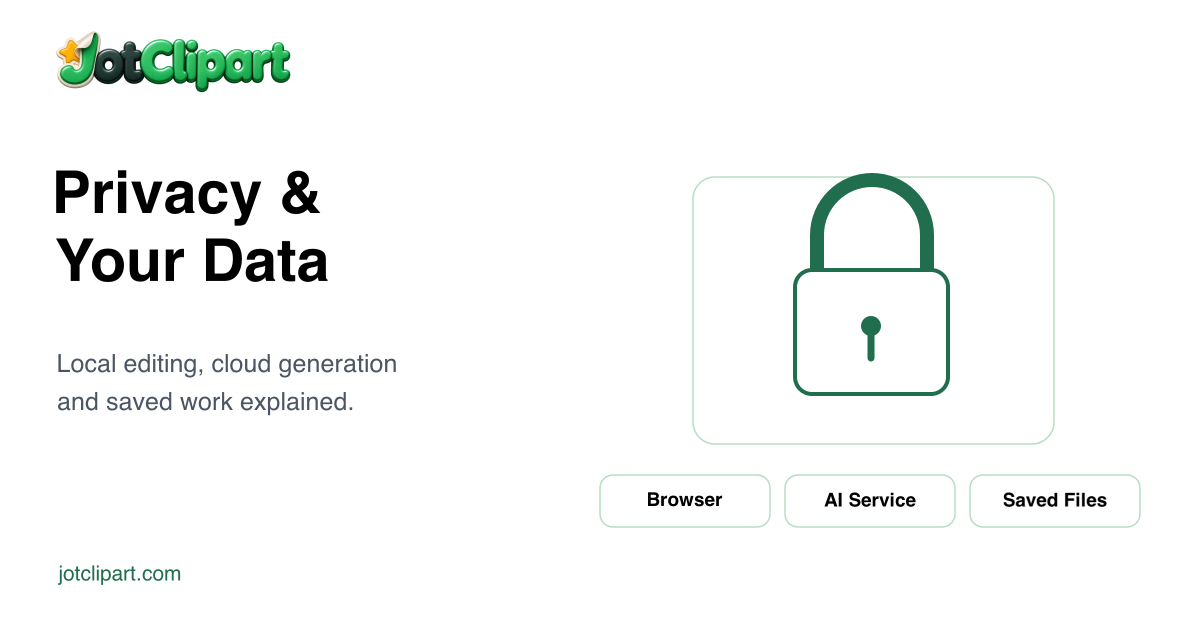 JotClipart
Privacy &
Your Data
Local editing, cloud generation
and saved work explained.
Browser
AI Service
Saved Files
jotclipart.com